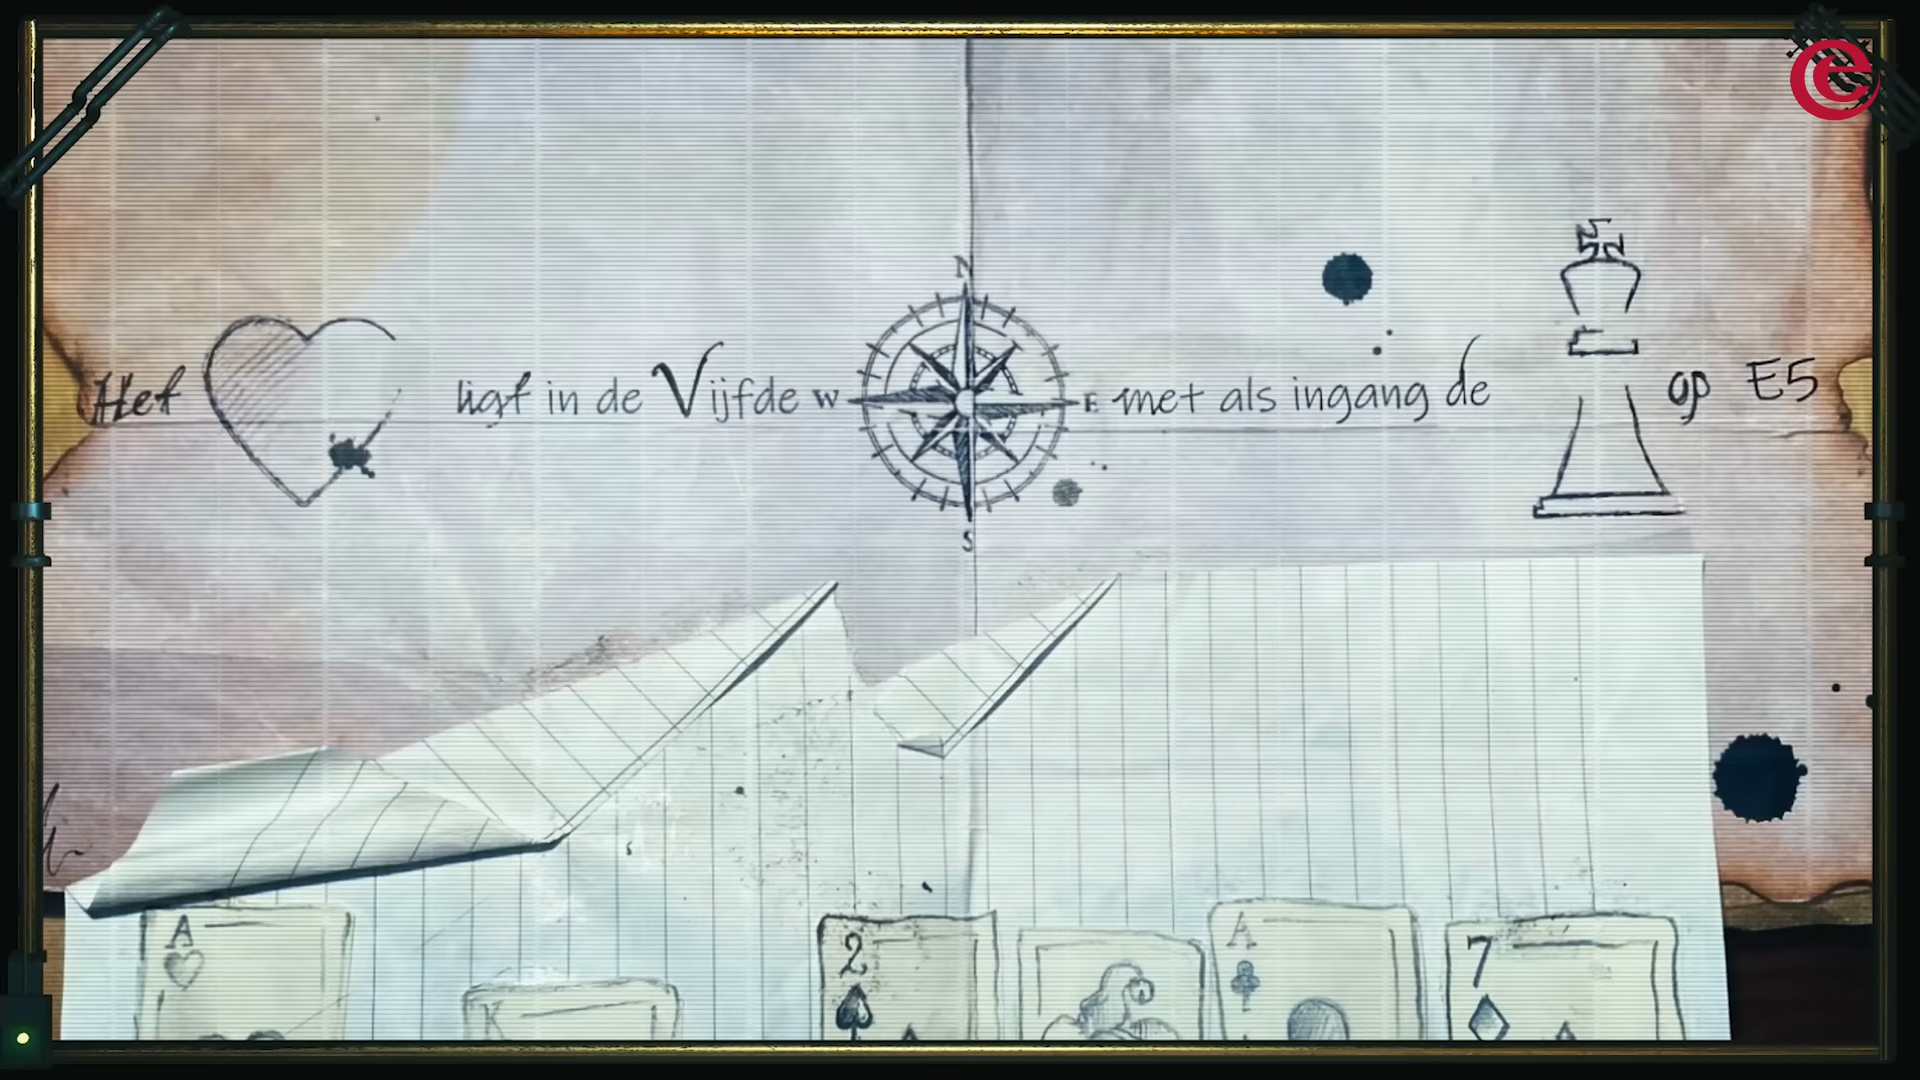 N
Het ligt in de Vijfde W E met als ingang de op E5
S
A
K
2
A
7
e